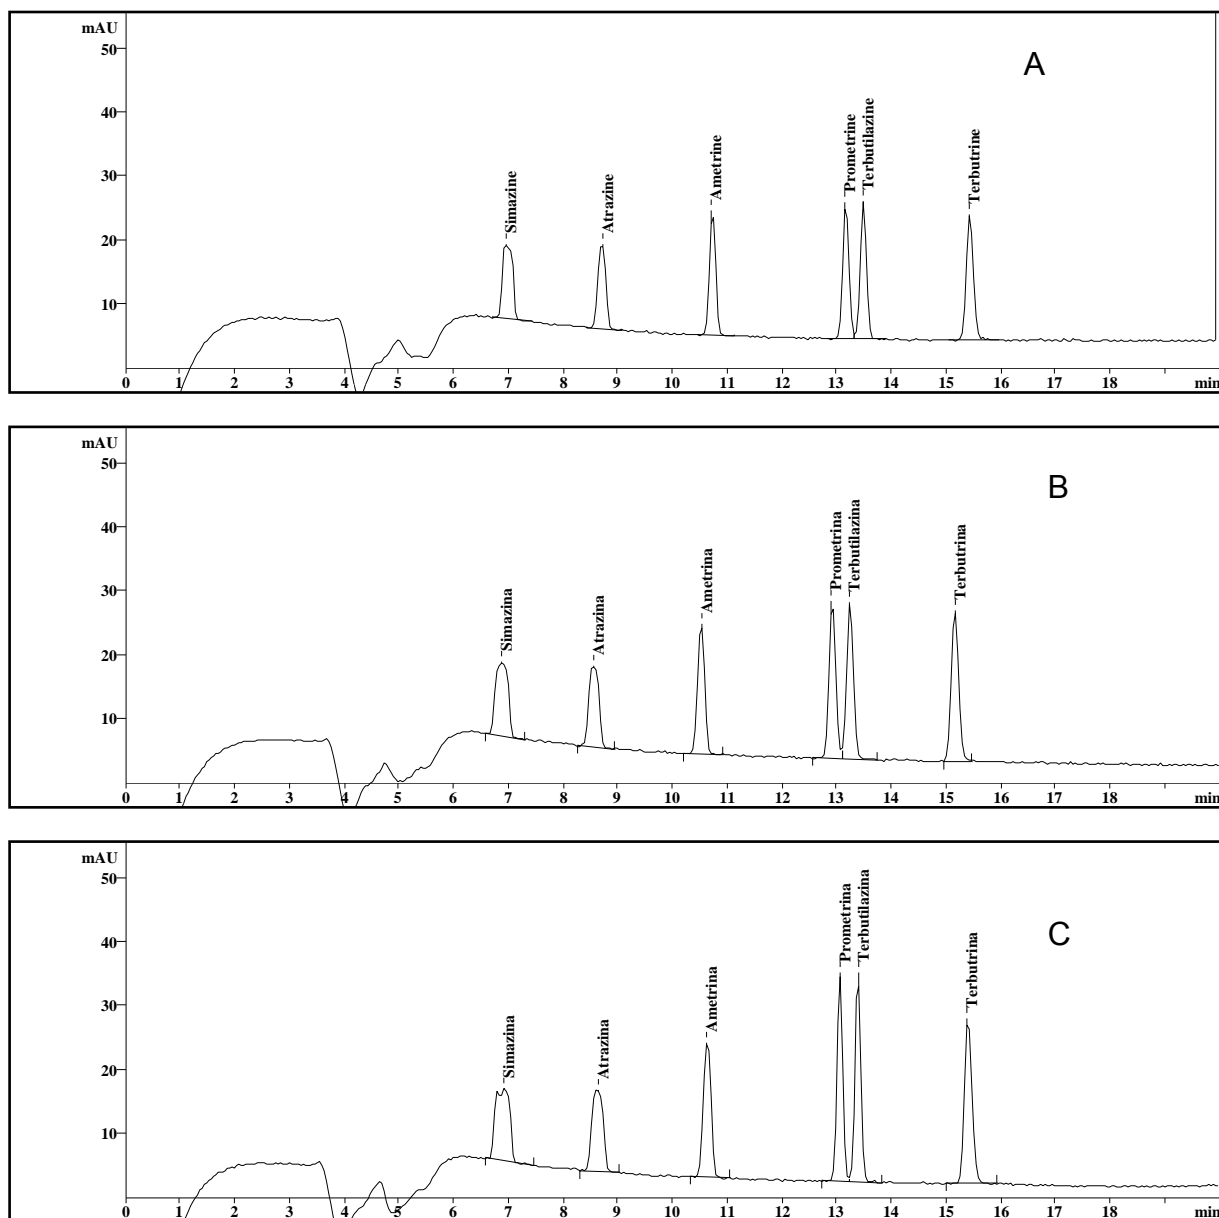 mAU
A
50
40
30
20
10
Simazine
Atrazine
Ametrine
Prometrine
Terbutilazine
Terbutrine
0 1 2 3 4 5 6 7 8 9 10 11 12 13 14 15 16 17 18 min
mAU
B
50
40
30
20
10
Simazina
Atrazina
Ametrina
Prometrina
Terbutilazina
Terbutrina
0 1 2 3 4 5 6 7 8 9 10 11 12 13 14 15 16 17 18 min
mAU
C
50
40
30
20
10
Simazina
Atrazina
Ametrina
Prometrina
Terbutilazina
Terbutrina
0 1 2 3 4 5 6 7 8 9 10 11 12 13 14 15 16 17 18 min